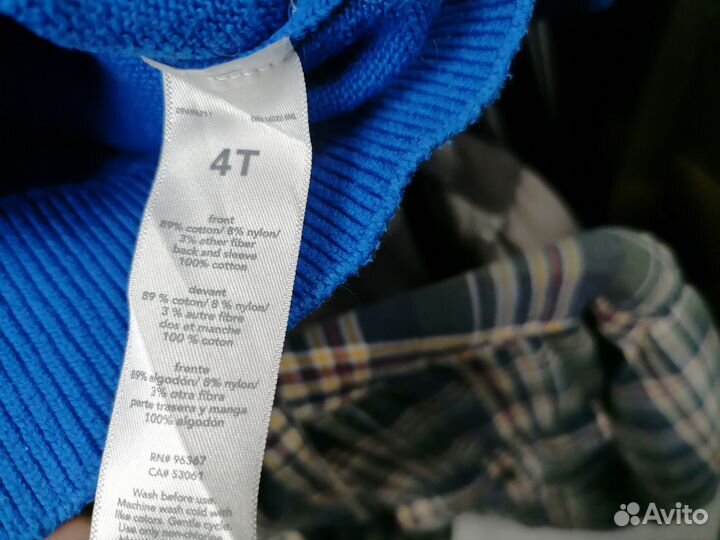 4T
front
89% cotton/ 8% nylon/
3% other fiber
back and sleeve
100% cotton
devant
89 % coton/ 8 % nylon/
3 % autre fibre
dos et manche
100 % coton
frente
89% algodón/ 8% nylon/
3% otra fibra
parte trasera y manga
100% algodón
RN# 96367
CA# 53061
Wash before use.
Machine wash cold with
like colors. Gentle cycle.
Use only
Avito